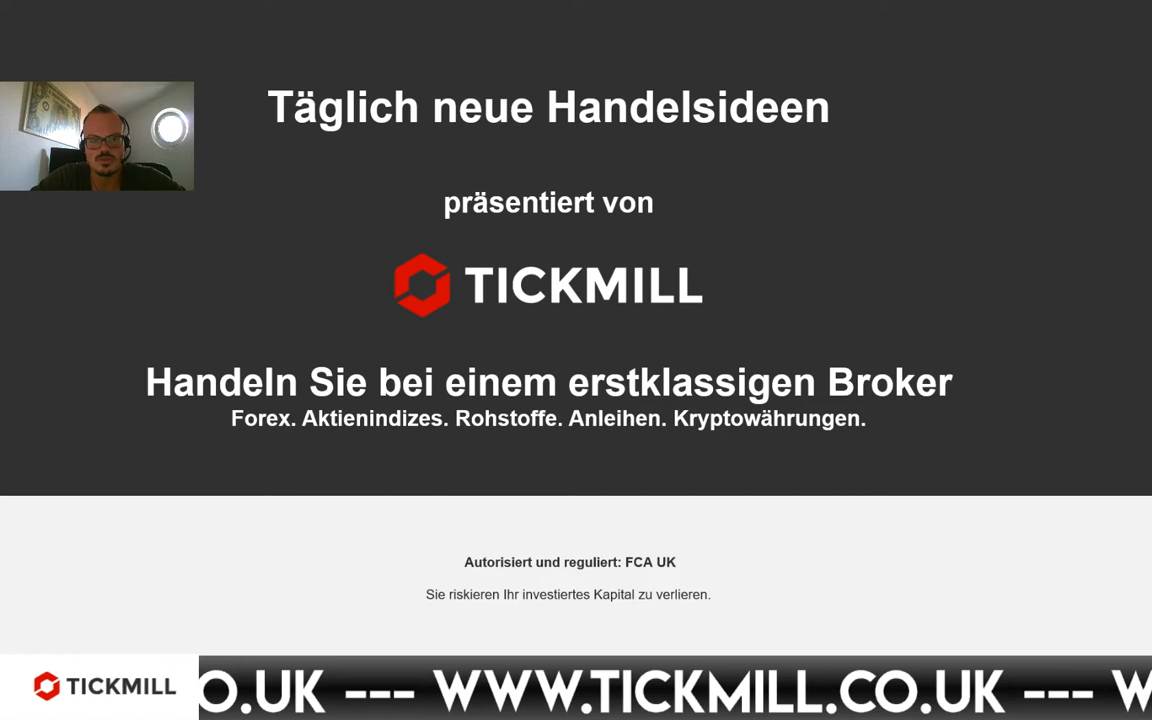 Täglich neue Handelsideen
präsentiert von
TICKMILL
Handeln Sie bei einem erstklassigen Broker
Forex. Aktienindizes. Rohstoffe. Anleihen. Kryptowährungen.
Autorisiert und reguliert: FCA UK
Sie riskieren Ihr investiertes Kapital zu verlieren.
TICKMILL O.UK --- WWW.TICKMILL.CO.UK --- W